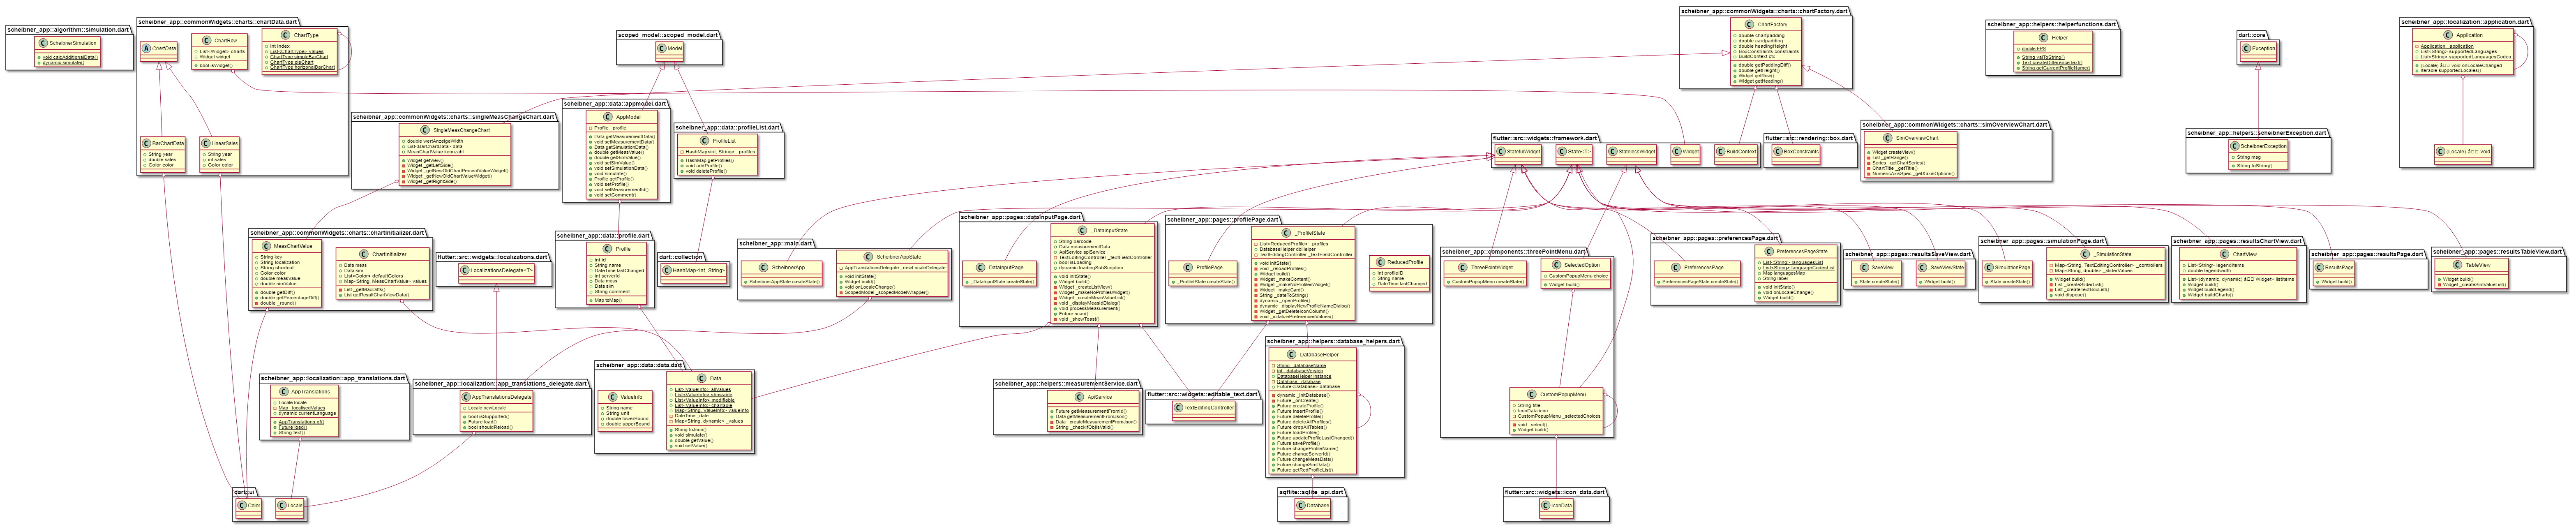 scheibner_app::algorithm::simulation.dart
ScheibnerSimulation
void calcAdditionalData()
dynamic simulate()
scheibner_app::commonWidgets::charts::chartData.dart
ChartData
ChartRow
List<Widget> charts
Widget widget
bool isWidget()
ChartType
int index
List<ChartType> values
ChartType simpleBarChart
ChartType pieChart
ChartType horizonalBarChart
BarChartData
String year
double sales
Color color
LinearSales
String year
int sales
Color color
scoped_model::scoped_model.dart
Model
scheibner_app::data::appmodel.dart
AppModel
Profile _profile
Data getMeasurementData()
void setMeasurementData()
Data getSimulationData()
double getMeasValue()
double getSimValue()
void setSimValue()
void setSimulationData()
void simulate()
Profile getProfile()
void setProfile()
void setMeasurementId()
void setComment()
scheibner_app::data::profileList.dart
ProfileList
HashMap<int, String> _profiles
HashMap getProfiles()
void addProfile()
void deleteProfile()
scheibner_app::commonWidgets::charts::singleMeasChangeChart.dart
SingleMeasChangeChart
double wertAnzeigeWidth
List<BarChartData> data
MeasChartValue kennzahl
Widget getView()
Widget _getLeftSide()
Widget _getNewOldChartPercentValueWidget()
Widget _getNewOldChartValueWidget()
Widget _getRightSide()
scheibner_app::commonWidgets::charts::chartFactory.dart
ChartFactory
double chartpadding
double cardpadding
double headingHeight
BoxConstraints constraints
BuildContext ctx
double getPaddingDiff()
double getHeight()
Widget getRow()
Widget getHeading()
scheibner_app::helpers::helperfunctions.dart
Helper
double EPS
String valToString()
Text createDifferenceText()
String getCurrentProfileName()
dart::core
Exception
scheibner_app::helpers::scheibnerException.dart
ScheibnerException
String msg
String toString()
scheibner_app::localization::application.dart
Application
Application _application
List<String> supportedLanguages
List<String> supportedLanguagesCodes
Iterable supportedLocales()
flutter::src::widgets::framework.dart
StatefulWidget
State<T>
StatelessWidget
Widget
BuildContext
flutter::src::rendering::box.dart
BoxConstraints
scheibner_app::commonWidgets::charts::simOverviewChart.dart
SimOverviewChart
Widget createView()
List _getRange()
Series _getChartSeries()
ChartTitle _getTitle()
NumericAxisSpec _getXaxisOptions()
scheibner_app::commonWidgets::charts::chartInitializer.dart
MeasChartValue
String key
String localization
String shortcut
Color color
double measValue
double simValue
double getDiff()
double getPercentageDiff()
double _round()
ChartInitializer
Data meas
Data sim
List<Color> defaultColors
Map<String, MeasChartValue> values
List _getMaxDiffs()
List getResultChartViewData()
flutter::src::widgets::localizations.dart
LocalizationsDelegate<T>
scheibner_app::data::profile.dart
Profile
int id
String name
DateTime lastChanged
int serverId
Data meas
Data sim
String comment
Map toMap()
dart::collection
HashMap<int, String>
scheibner_app::main.dart
ScheibnerApp
ScheibnerAppState createState()
ScheibnerAppState
AppTranslationsDelegate _newLocaleDelegate
void initState()
Widget build()
void onLocaleChange()
ScopedModel _scopedModelWrapper()
scheibner_app::pages::dataInputPage.dart
DataInputPage
_DataInputState createState()
_DataInputState
String barcode
Data measurementData
ApiService apiService
TextEditingController _textFieldController
bool isLoading
dynamic loadingSubScription
void initState()
Widget build()
Widget _createListView()
Widget _makeNoProfilesWidget()
Widget _createMeasValueList()
void _displayNewIdDialog()
void processMeasurement()
Future scan()
void _showToast()
scheibner_app::pages::profilePage.dart
ProfilePage
_ProfileState createState()
_ProfileState
List<ReducedProfile> _profiles
DatabaseHelper dbHelper
TextEditingController _textFieldController
void initState()
void _reloadProfiles()
Widget build()
Widget _makeContent()
Widget _makeNoProfilesWidget()
Widget _makeCard()
String _dateToString()
dynamic _openProfile()
dynamic _displayNewProfileNameDialog()
Widget _getDeleteIconColumn()
void _initializePreferencesValues()
ReducedProfile
int profileID
String name
DateTime lastChanged
scheibner_app::components::threePointMenu.dart
ThreePointWidget
CustomPopupMenu createState()
SelectedOption
CustomPopupMenu choice
Widget build()
CustomPopupMenu
String title
IconData icon
CustomPopupMenu _selectedChoices
void _select()
Widget build()
scheibner_app::pages::preferencesPage.dart
PreferencesPage
PreferencesPageState createState()
PreferencesPageState
List<String> languagesList
List<String> languageCodesList
Map languagesMap
String label
void initState()
void onLocaleChange()
Widget build()
scheibner_app::pages::resultsSaveView.dart
SaveView
State createState()
_SaveViewState
Widget build()
scheibner_app::pages::simulationPage.dart
SimulationPage
State createState()
_SimulationState
Map<String, TextEditingController> _controllers
Map<String, double> _sliderValues
Widget build()
List _createSliderList()
List _createTextBoxList()
void dispose()
scheibner_app::pages::resultsChartView.dart
ChartView
List<String> legendItems
double legendwidth
Widget build()
Widget buildLegend()
Widget buildCharts()
scheibner_app::pages::resultsPage.dart
ResultsPage
Widget build()
scheibner_app::pages::resultsTableView.dart
TableView
Widget build()
Widget _createSimValueList()
scheibner_app::localization::app_translations.dart
AppTranslations
Locale locale
Map _localisedValues
dynamic currentLanguage
AppTranslations of()
Future load()
String text()
scheibner_app::localization::app_translations_delegate.dart
AppTranslationsDelegate
Locale newLocale
bool isSupported()
Future load()
bool shouldReload()
scheibner_app::data::data.dart
ValueInfo
String name
String unit
double lowerBound
double upperBound
Data
List<ValueInfo> allValues
List<ValueInfo> showable
List<ValueInfo> modifiable
List<ValueInfo> chartable
Map<String, ValueInfo> valueInfo
DateTime _date
Map<String, dynamic> _values
String toJson()
void simulate()
double getValue()
void setValue()
scheibner_app::helpers::measurementService.dart
ApiService
Future getMeasurementFromId()
Data getMeasurementFromJson()
Data _createMeasurementFromJson()
String _checkIfObjIsValid()
flutter::src::widgets::editable_text.dart
TextEditingController
scheibner_app::helpers::database_helpers.dart
DatabaseHelper
String _databaseName
int _databaseVersion
DatabaseHelper instance
Database _database
Future<Database> database
dynamic _initDatabase()
Future _onCreate()
Future createProfile()
Future insertProfile()
Future deleteProfile()
Future deleteAllProfiles()
Future dropAllTables()
Future loadProfile()
Future updateProfileLastChanged()
Future saveProfile()
Future changeProfileName()
Future changeServerId()
Future changeMeasData()
Future changeSimData()
Future getRedProfileList()
dart::ui
Color
Locale
sqflite::sqlite_api.dart
Database
flutter::src::widgets::icon_data.dart
IconData